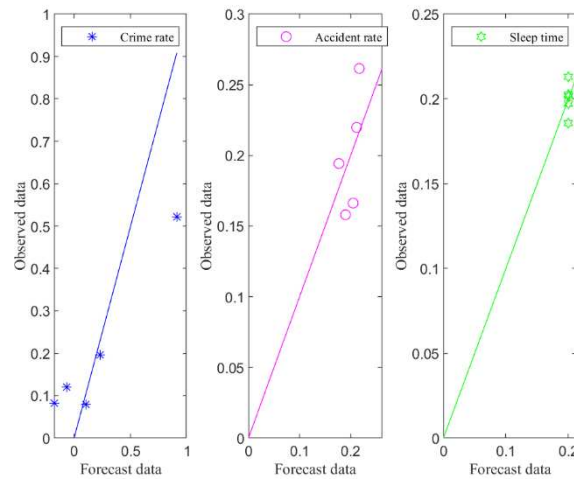 Crime rate
1
0.9
0.8
0.7
0.6
0.5
0.4
0.3
0.2
0.1
0
Observed data
0 0.5 1
Forecast data
Accident rate
0.3
0.25
0.2
0.15
0.1
0.05
0
Observed data
0 0.2
Forecast data
Sleep time
0.25
0.2
0.15
0.1
0.05
0
Observed data
0 0.1 0.2
Forecast data